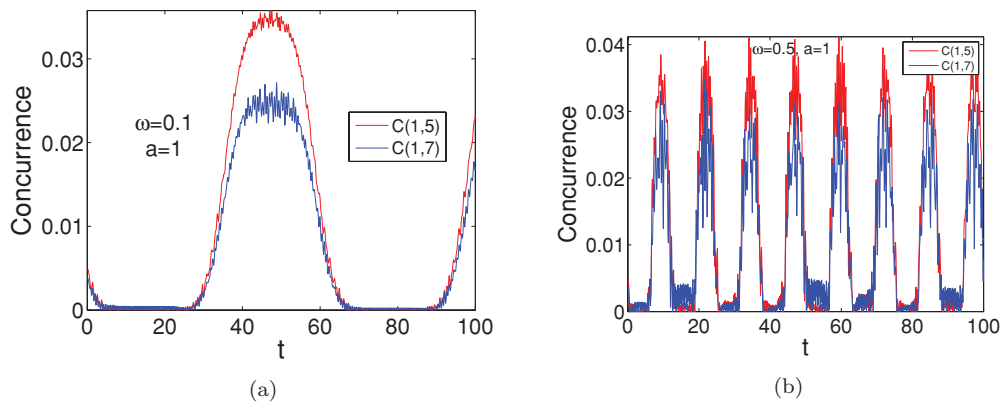 0.03
0.02
0.01
0
Concurrence
ω=0.1
a=1
C(1,5)
C(1,7)
0 20 40 60 80 100
t
(a)
0.04
0.03
0.02
0.01
0
Concurrence
ω=0.5, a=1
C(1,5)
C(1,7)
0 20 40 60 80 100
t
(b)